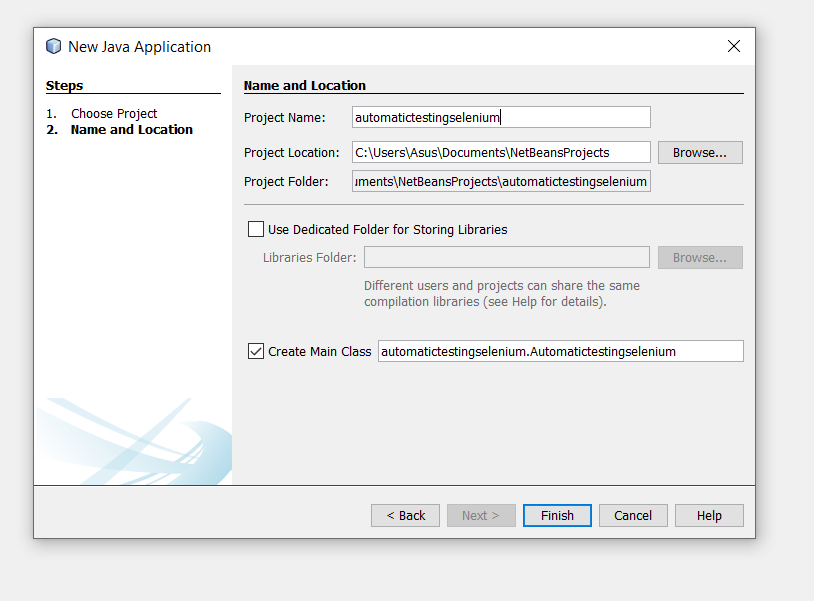 New Java Application
Steps
1. Choose Project
2. Name and Location
Name and Location
Project Name: automatictestingselenium
Project Location: C:\Users\Asus\Documents\NetBeansProjects Browse...
Project Folder: ments\NetBeansProjects\automatictestingselenium
Use Dedicated Folder for Storing Libraries
Libraries Folder: Browse...
Different users and projects can share the same
compilation libraries (see Help for details).
Create Main Class automatictestingselenium.Automatictestingselenium
< Back Next > Finish Cancel Help